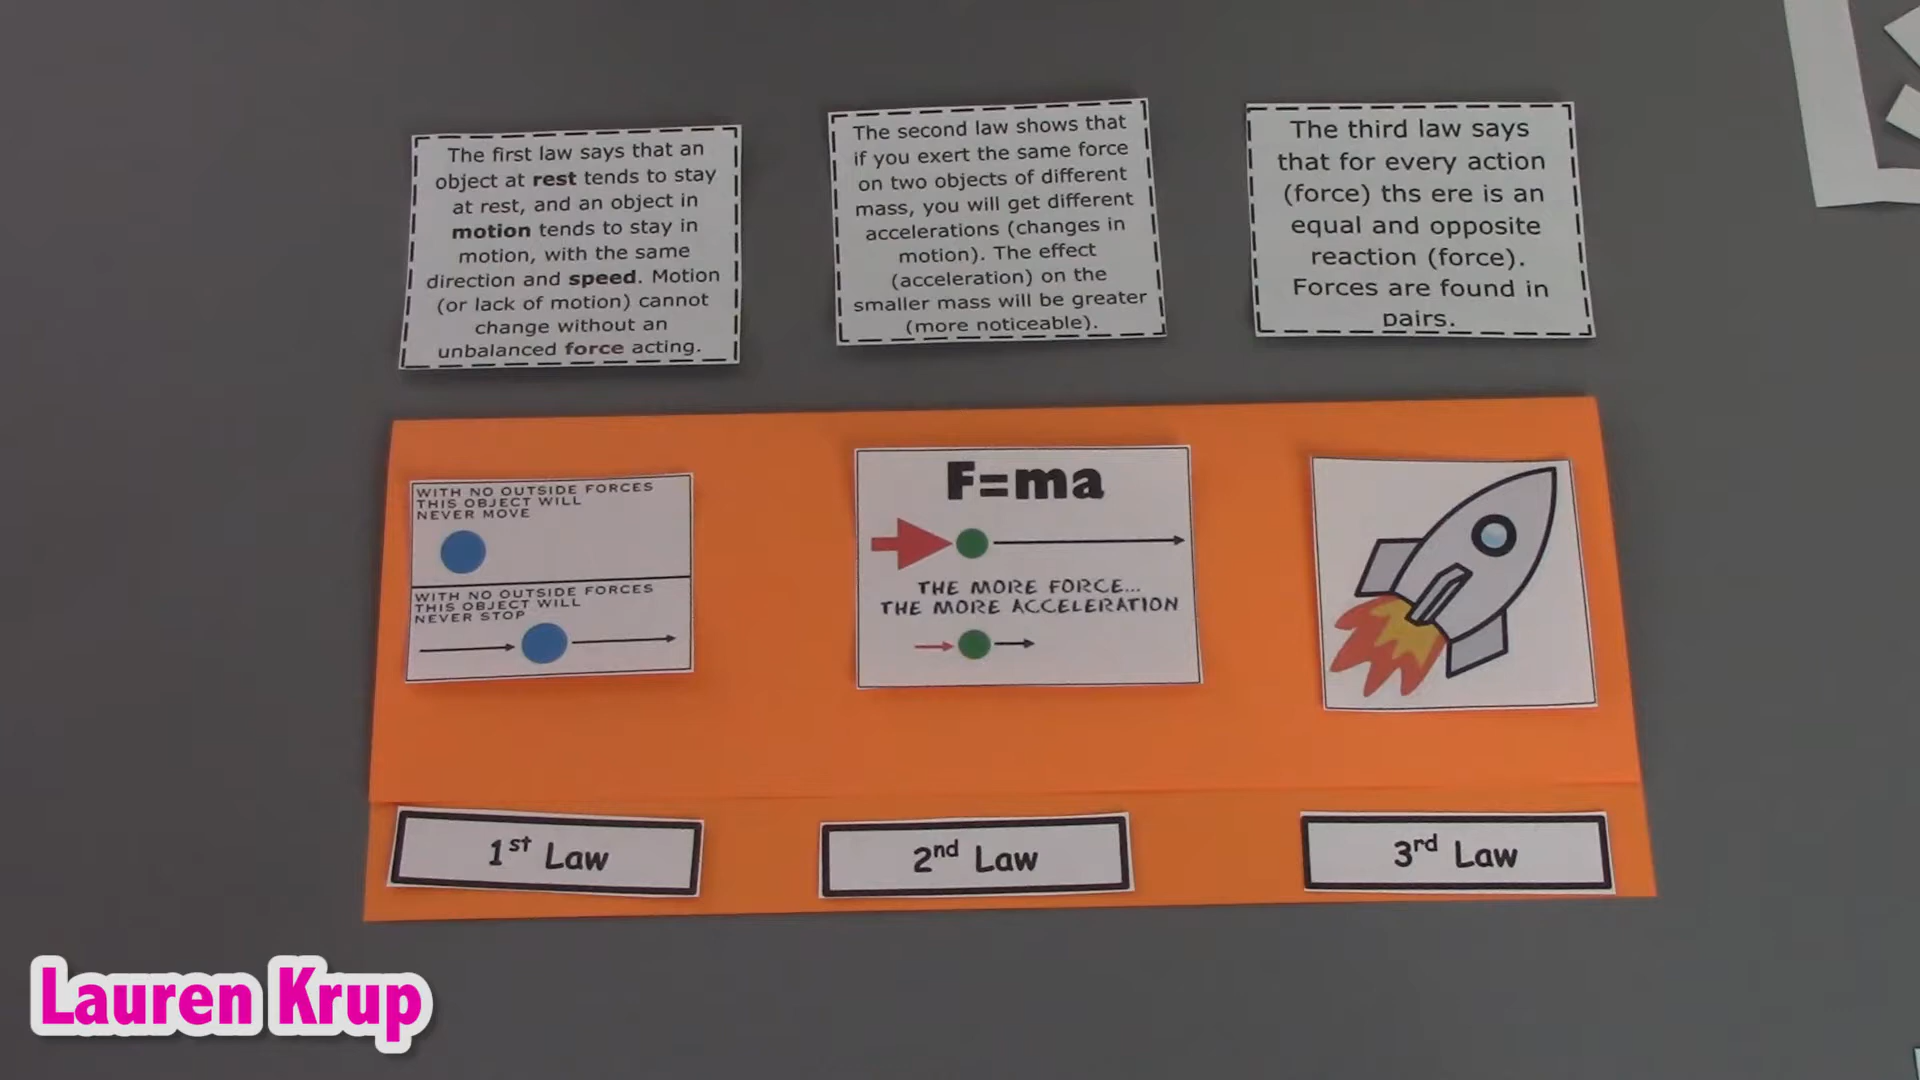 The first law says that an
object at rest tends to stay
at rest, and an object in
motion tends to stay in
motion, with the same
direction and speed. Motion
(or lack of motion) cannot
change without an
unbalanced force acting.
The second law shows that
if you exert the same force
on two objects of different
mass, you will get different
accelerations (changes in
motion). The effect
(acceleration) on the
smaller mass will be greater
(more noticeable).
The third law says
that for every action
(force) ths ere is an
equal and opposite
reaction (force).
Forces are found in
pairs.
WITH NO OUTSIDE FORCES
THIS OBJECT WILL
NEVER MOVE
WITH NO OUTSIDE FORCES
THIS OBJECT WILL
NEVER STOP
F=ma
THE MORE FORCE...
THE MORE ACCELERATION
1st Law
2nd Law
3rd Law
Lauren Krup